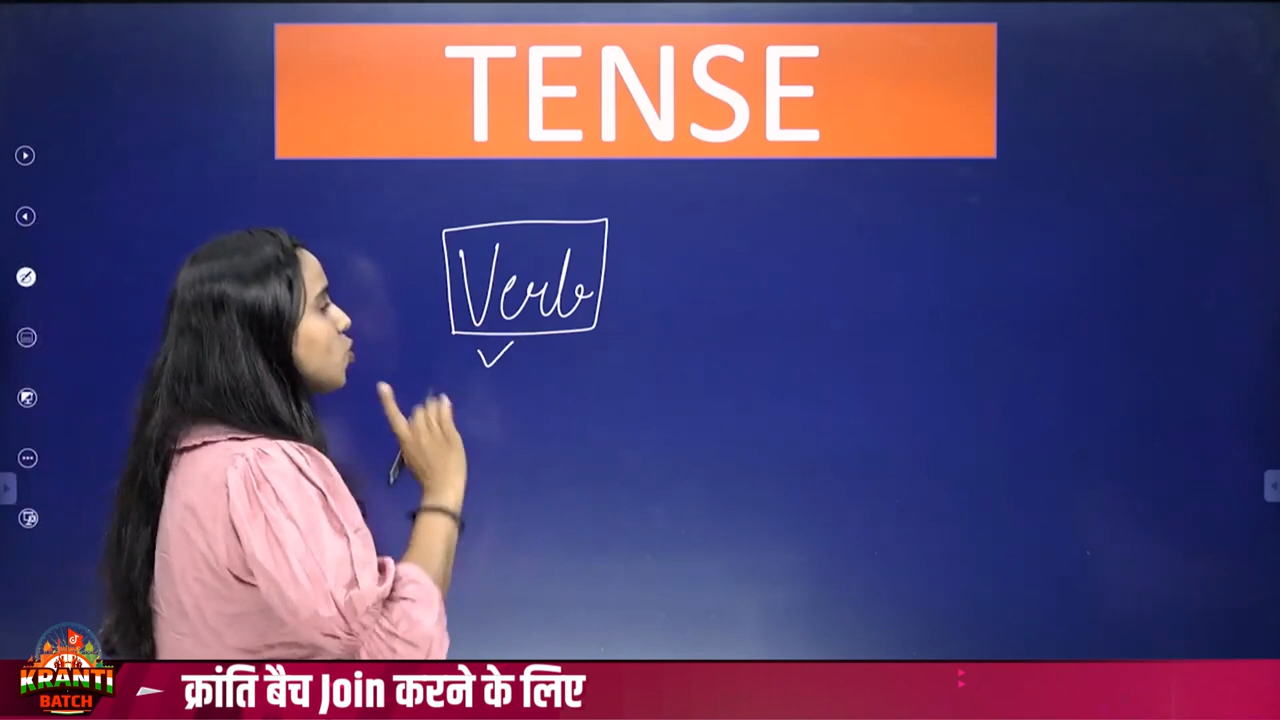 TENSE
Verb
KRANTI
BATCH
क्रांति बैच Join करने के लिए